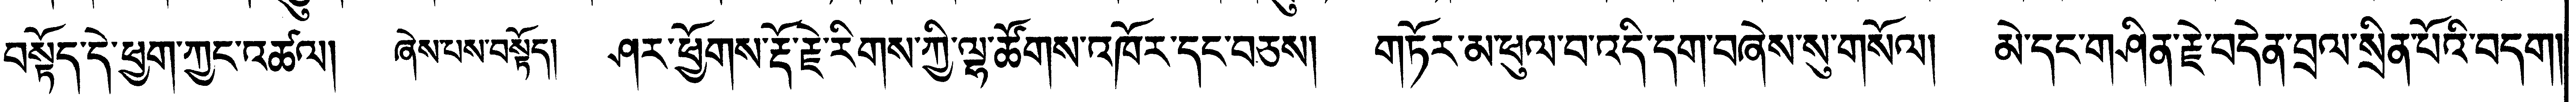 བསྟོད་དེ་ཕྱག་ཀྱང་འཚལ། ཞེས་པས་བསྟོད། ཤར་ཕྱོགས་རྡོ་རྗེ་རིགས་ཀྱི་ལྷ་ཚོགས་འཁོར་དང་བཅས། གཏོར་མ་ཕུལ་བ་འདི་དག་བཞེས་སུ་གསོལ། མེ་དང་གཤིན་རྗེ་བདེན་བྲལ་སྲིན་པོའི་བདག།